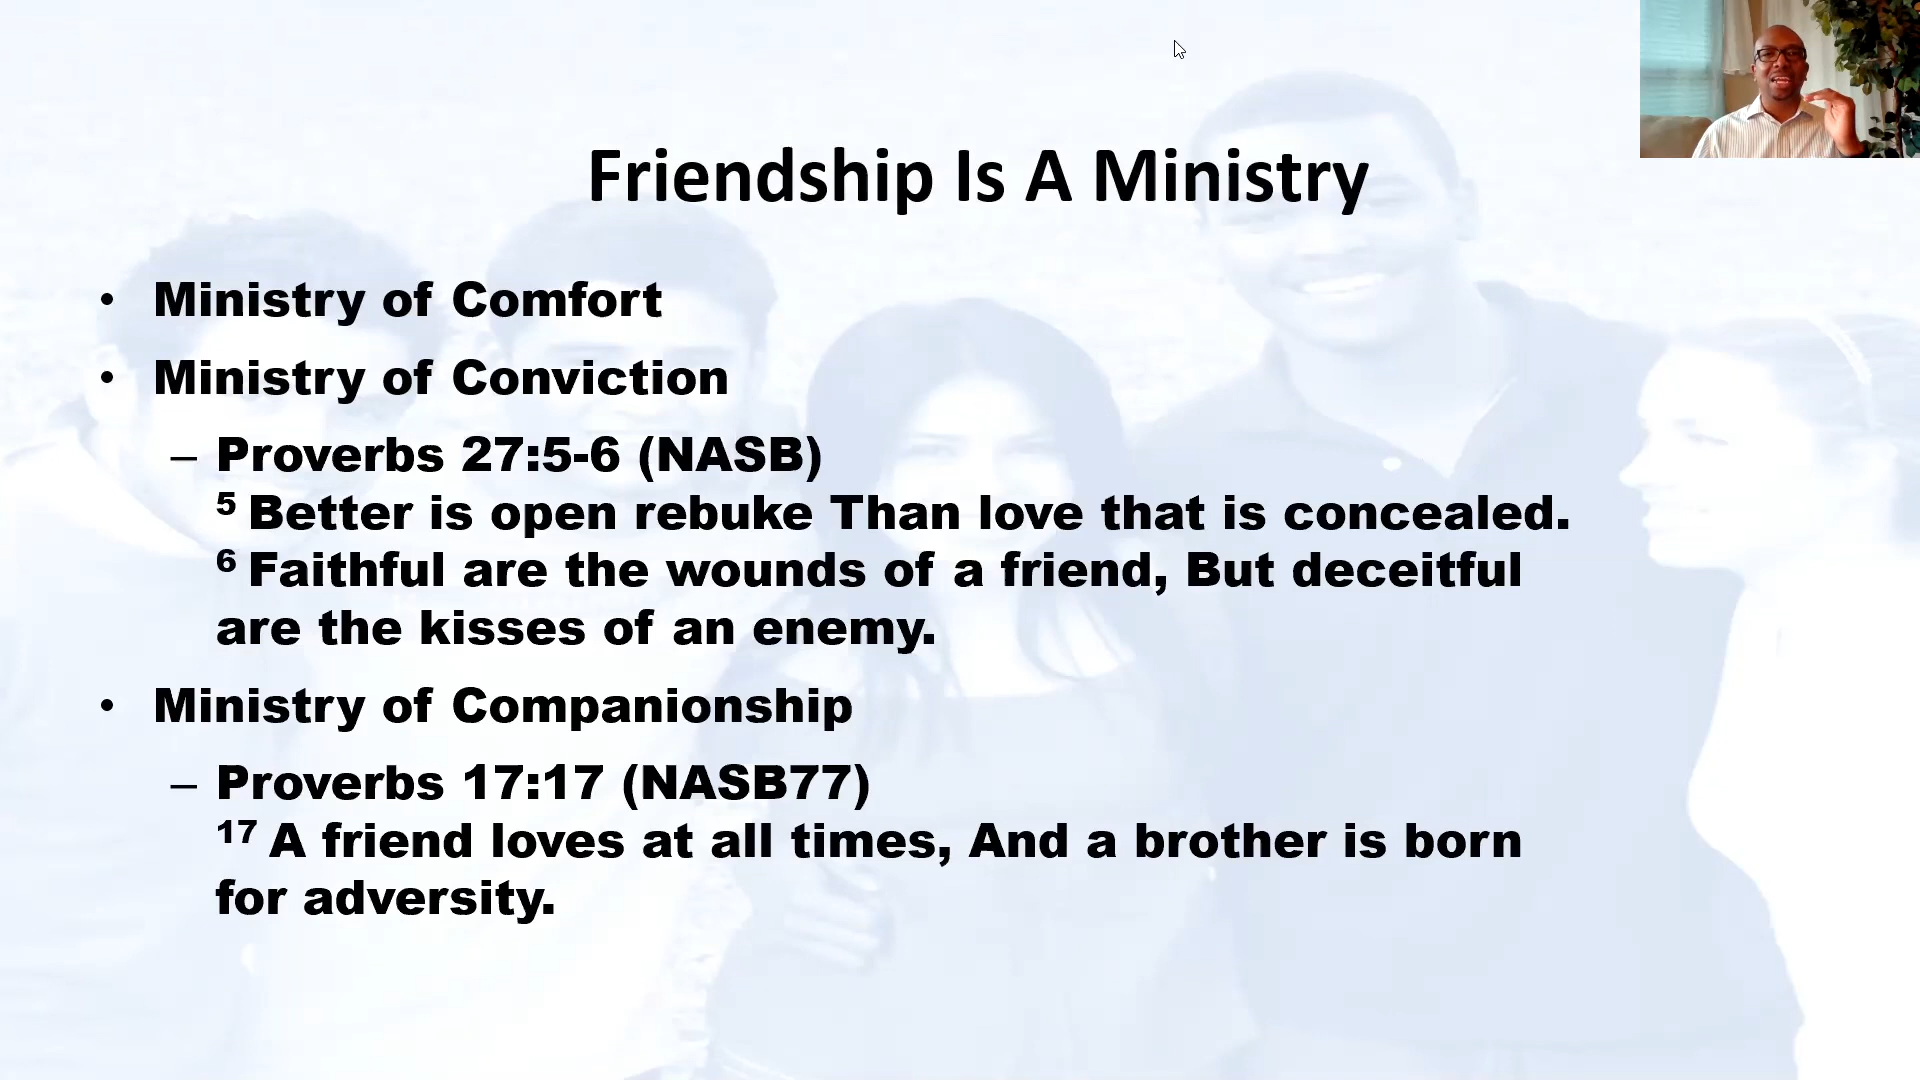 Friendship Is A Ministry
• Ministry of Comfort
• Ministry of Conviction
– Proverbs 27:5-6 (NASB)
5 Better is open rebuke Than love that is concealed.
6 Faithful are the wounds of a friend, But deceitful
are the kisses of an enemy.
• Ministry of Companionship
– Proverbs 17:17 (NASB77)
17 A friend loves at all times, And a brother is born
for adversity.